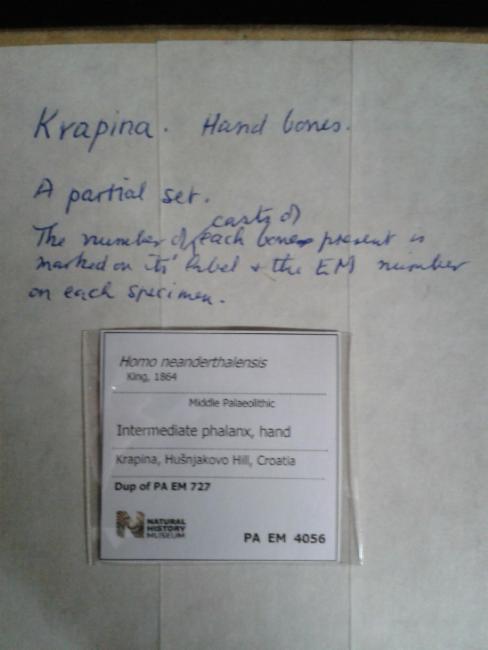 Krapina. Hand bones.
A partial set.
casts of
The number of each bone present is
marked on its' label & the EM number
on each specimen.
Homo neanderthalensis
King, 1864
Middle Palaeolithic
Intermediate phalanx, hand
Krapina, Hušnjakovo Hill, Croatia
Dup of PA EM 727
NATURAL
HISTORY
MUSEUM
PA EM 4056